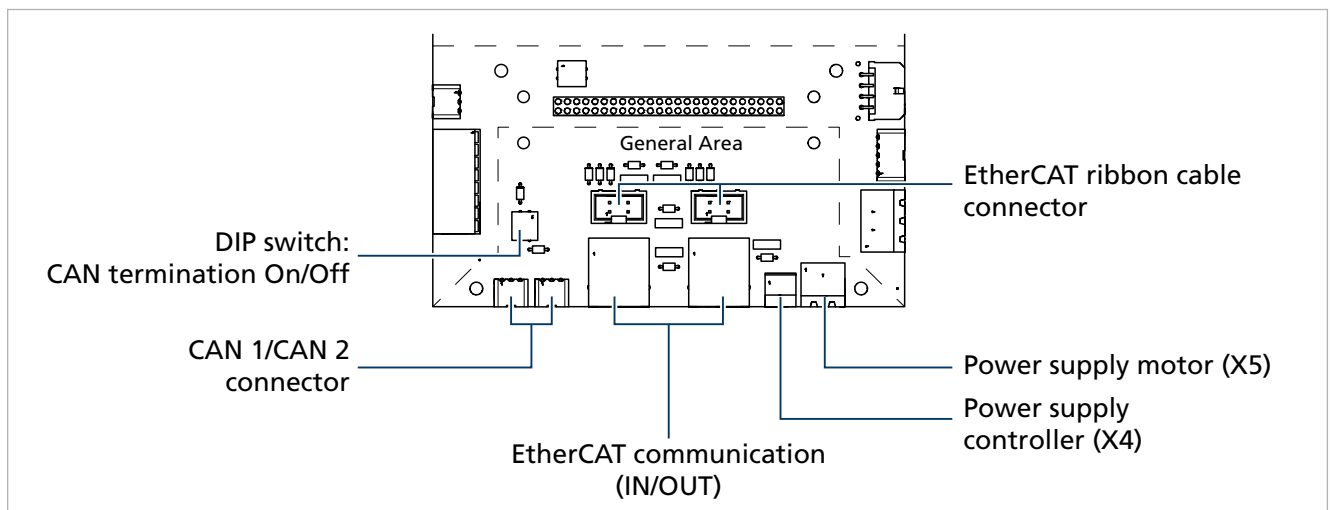 General Area
EtherCAT ribbon cable
connector
DIP switch:
CAN termination On/Off
CAN 1/CAN 2
connector
Power supply motor (X5)
Power supply
controller (X4)
EtherCAT communication
(IN/OUT)